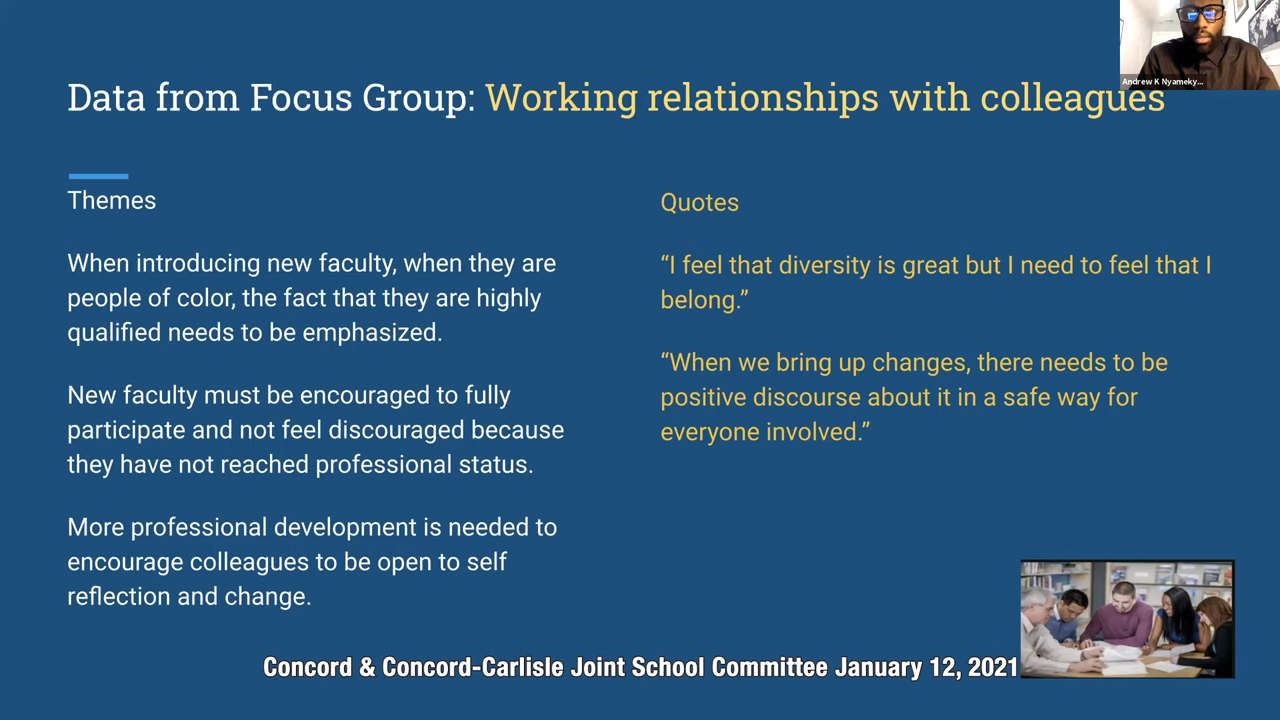 Andrew K Nyameky...
Data from Focus Group: Working relationships with colleagues
Themes
When introducing new faculty, when they are
people of color, the fact that they are highly
qualified needs to be emphasized.
New faculty must be encouraged to fully
participate and not feel discouraged because
they have not reached professional status.
More professional development is needed to
encourage colleagues to be open to self
reflection and change.
Quotes
“I feel that diversity is great but I need to feel that I
belong.”
“When we bring up changes, there needs to be
positive discourse about it in a safe way for
everyone involved.”
Concord & Concord-Carlisle Joint School Committee January 12, 2021